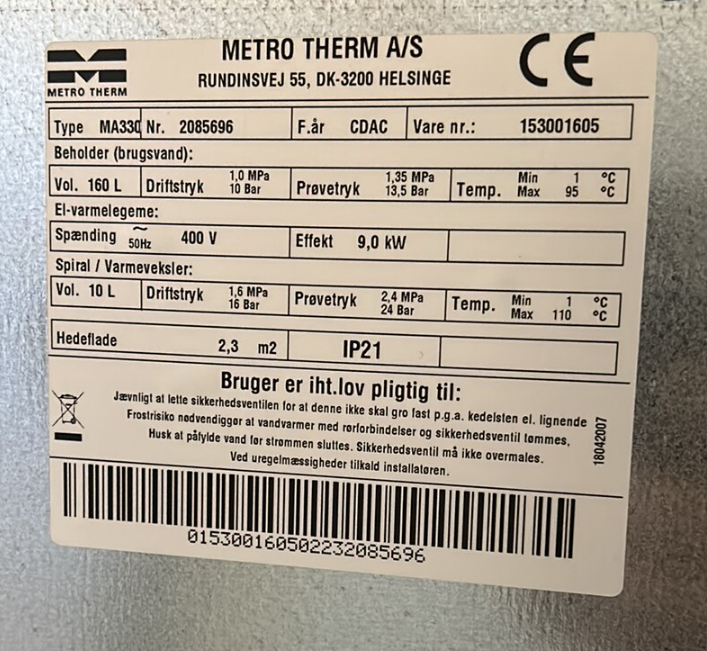 METRO THERM A/S
RUNDINSVEJ 55, DK-3200 HELSINGE
METRO THERM
CE
Type MA330 Nr. 2085696 F.år CDAC Vare nr.: 153001605
Beholder (brugsvand):
Vol. 160 L Driftstryk 1,0 MPa 10 Bar Prøvetryk 1,35 MPa 13,5 Bar Temp. Min 1 °C Max 95 °C
El-varmelegeme:
Spænding ~ 50Hz 400 V Effekt 9,0 kW
Spiral / Varmeveksler:
Vol. 10 L Driftstryk 1,6 MPa 16 Bar Prøvetryk 2,4 MPa 24 Bar Temp. Min 1 °C Max 110 °C
Hedeflade 2,3 m2 IP21
Bruger er iht.lov pligtig til:
Jævnligt at lette sikkerhedsventilen for at denne ikke skal gro fast p.g.a. kedelsten el. lignende
Frostrisiko nødvendiggør at vandvarmer med rørforbindelser og sikkerhedsventil tømmes,
Husk at påfylde vand før strømmen sluttes. Sikkerhedsventil må ikke overmales.
Ved uregelmæssigheder tilkald installatøren.
18042007
015300160502232085696